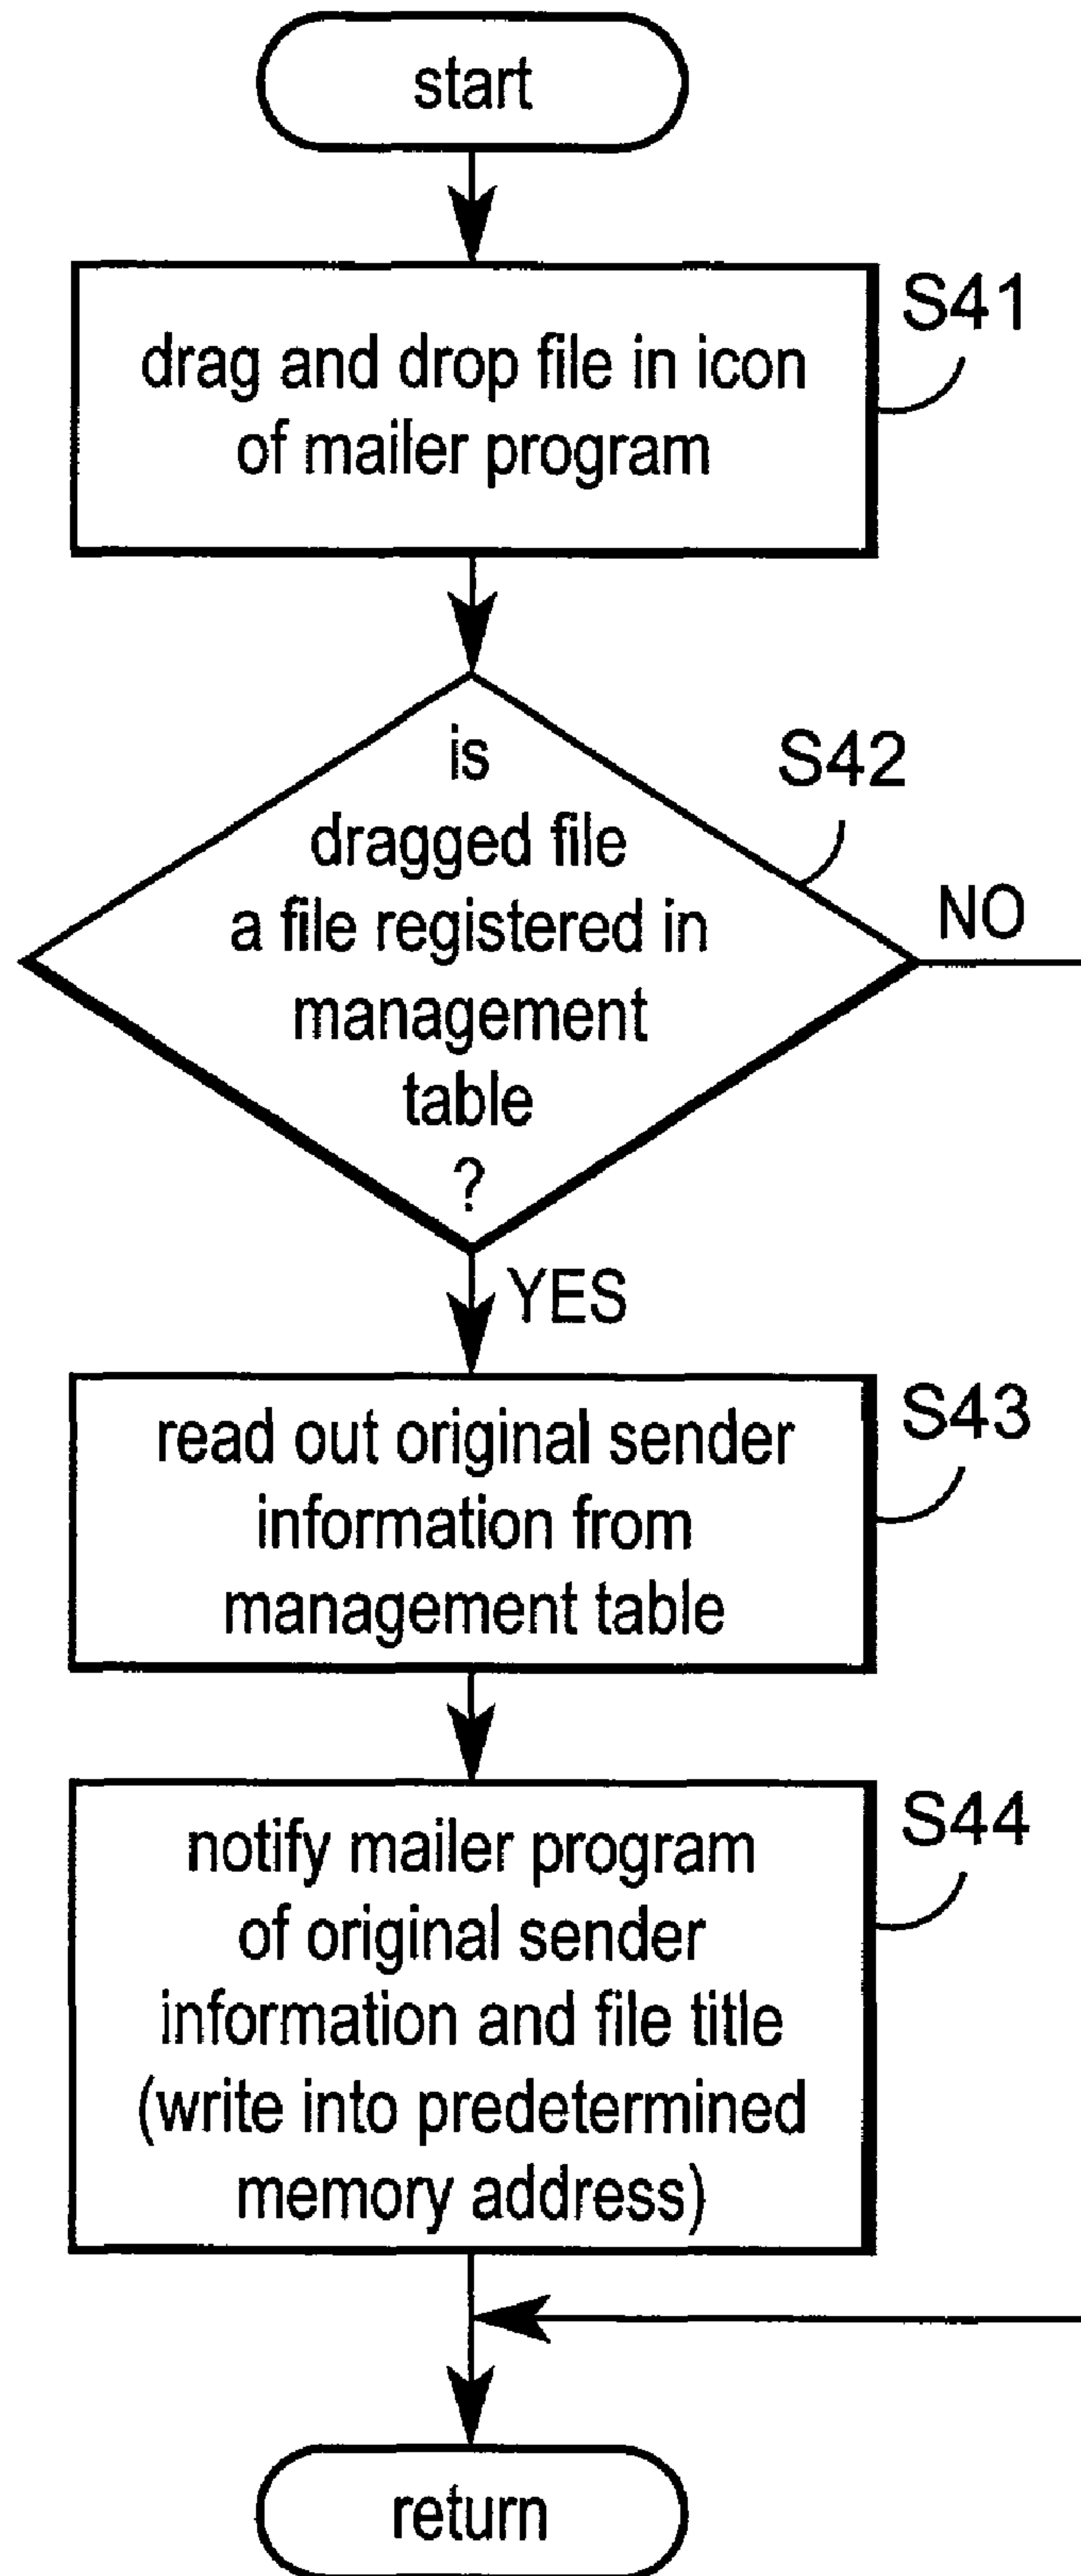 start
S41
drag and drop file in icon
of mailer program
S42
is
dragged file
a file registered in
management
table
?
NO
YES
S43
read out original sender
information from
management table
S44
notify mailer program
of original sender
information and file title
(write into predetermined
memory address)
return